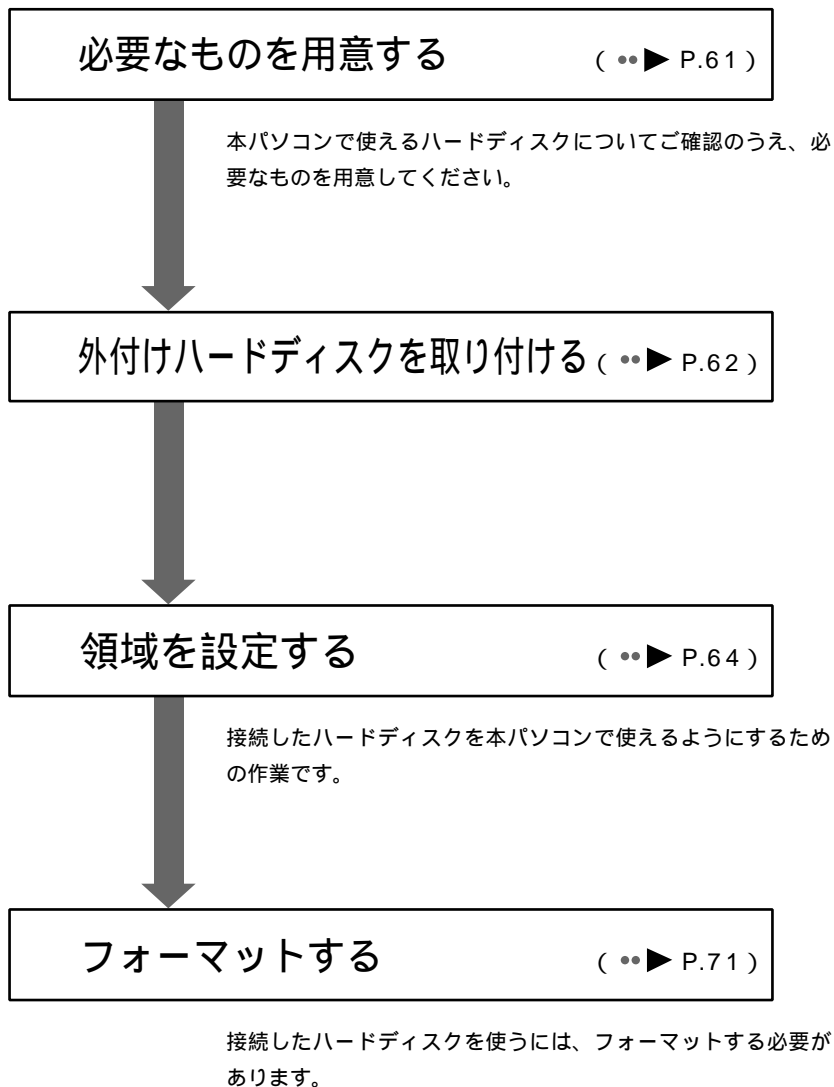 必要なものを用意する (••▶ P.61)
本パソコンで使えるハードディスクについてご確認のうえ、必
要なものを用意してください。
外付けハードディスクを取り付ける (••▶ P.62)
領域を設定する (••▶ P.64)
接続したハードディスクを本パソコンで使えるようにするため
の作業です。
フォーマットする (••▶ P.71)
接続したハードディスクを使うには、フォーマットする必要が
あります。